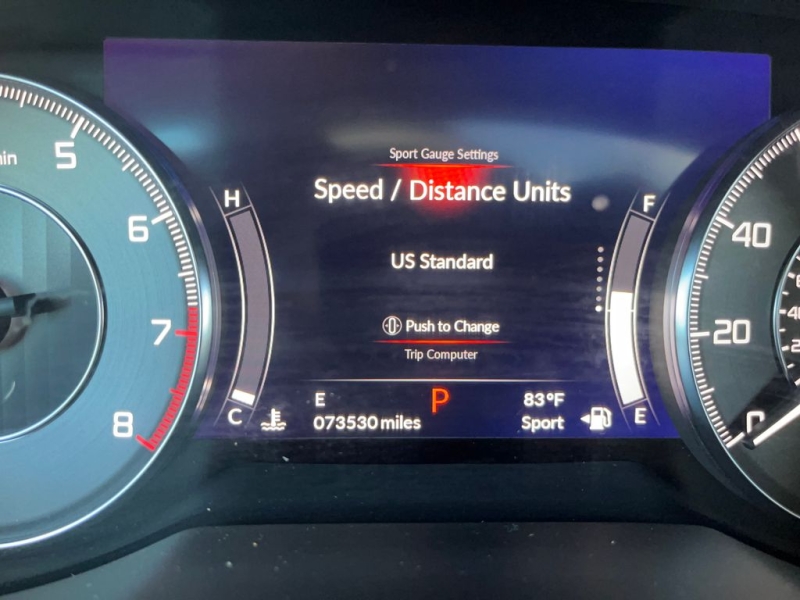 Sport Gauge Settings
Speed / Distance Units
US Standard
Push to Change
Trip Computer
E
P
83°F
073530 miles
Sport
H
C
F
E
5
6
7
8
40
20
0